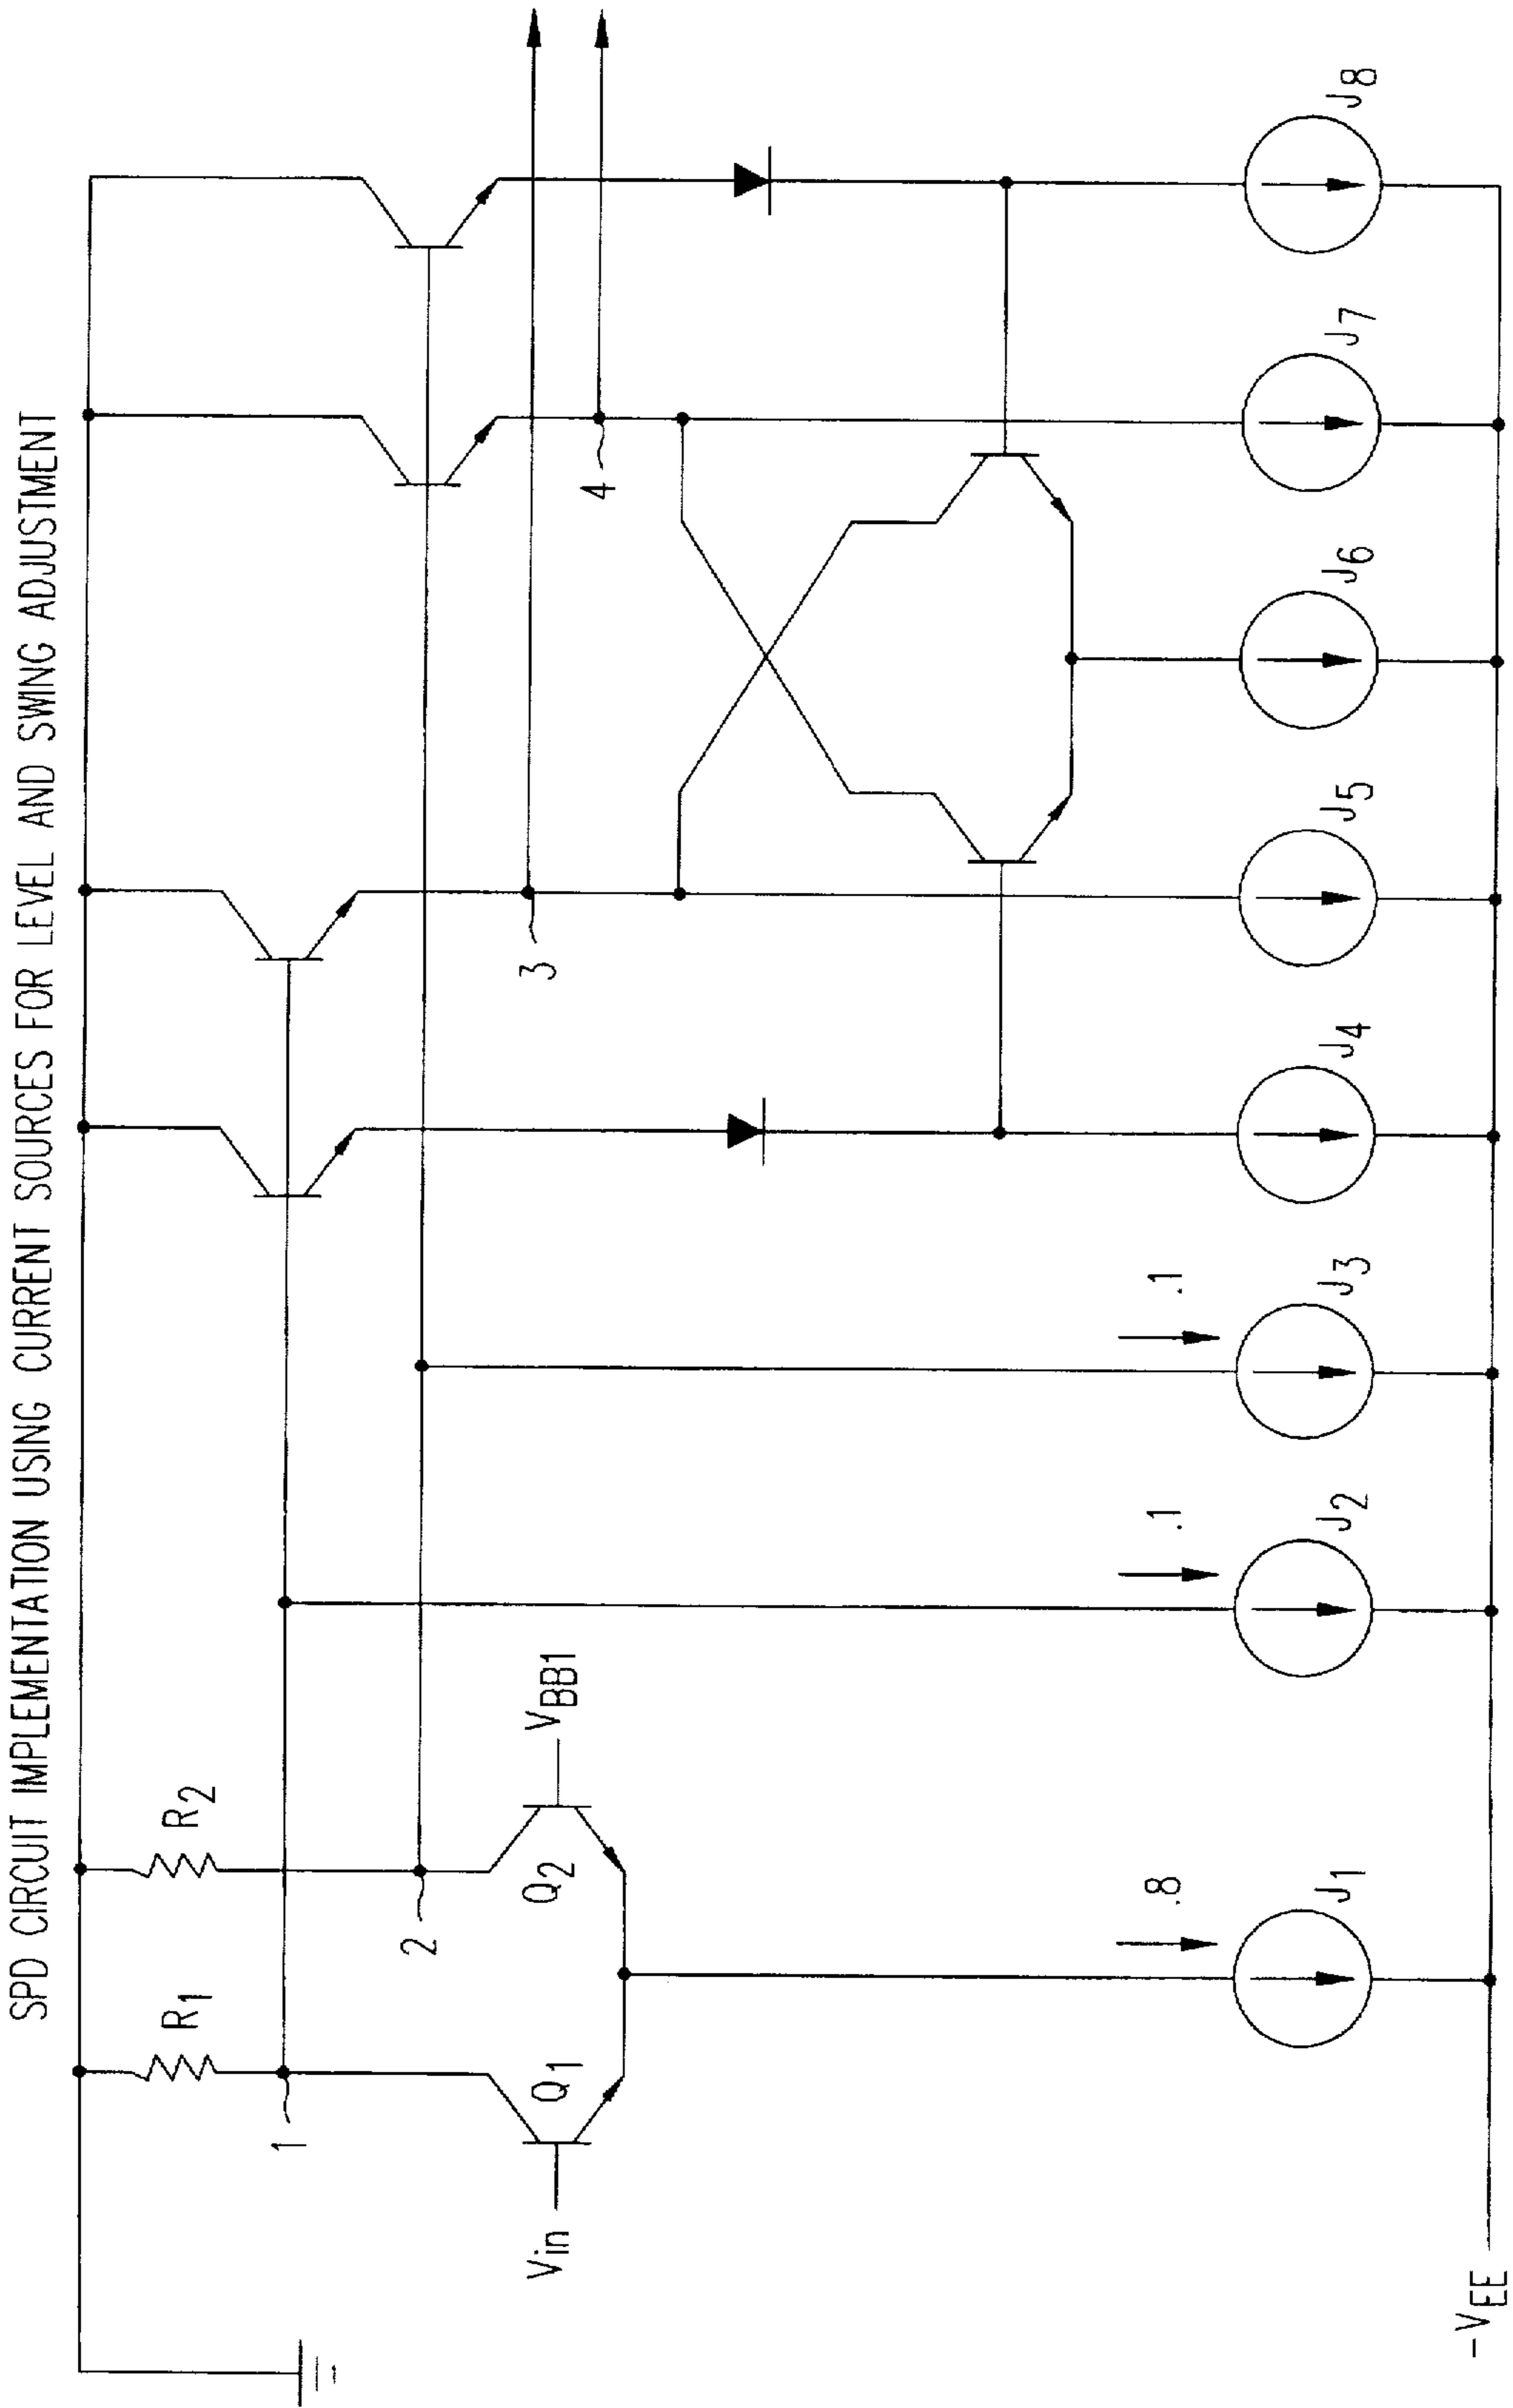 SPD CIRCUIT IMPLEMENTATION USING CURRENT SOURCES FOR LEVEL AND SWING ADJUSTMENT
R1
R2
1
2
3
4
Vin
Q1
Q2
VBB1
.8
.1
.1
J1
J2
J3
J4
J5
J6
J7
J8
-VEE